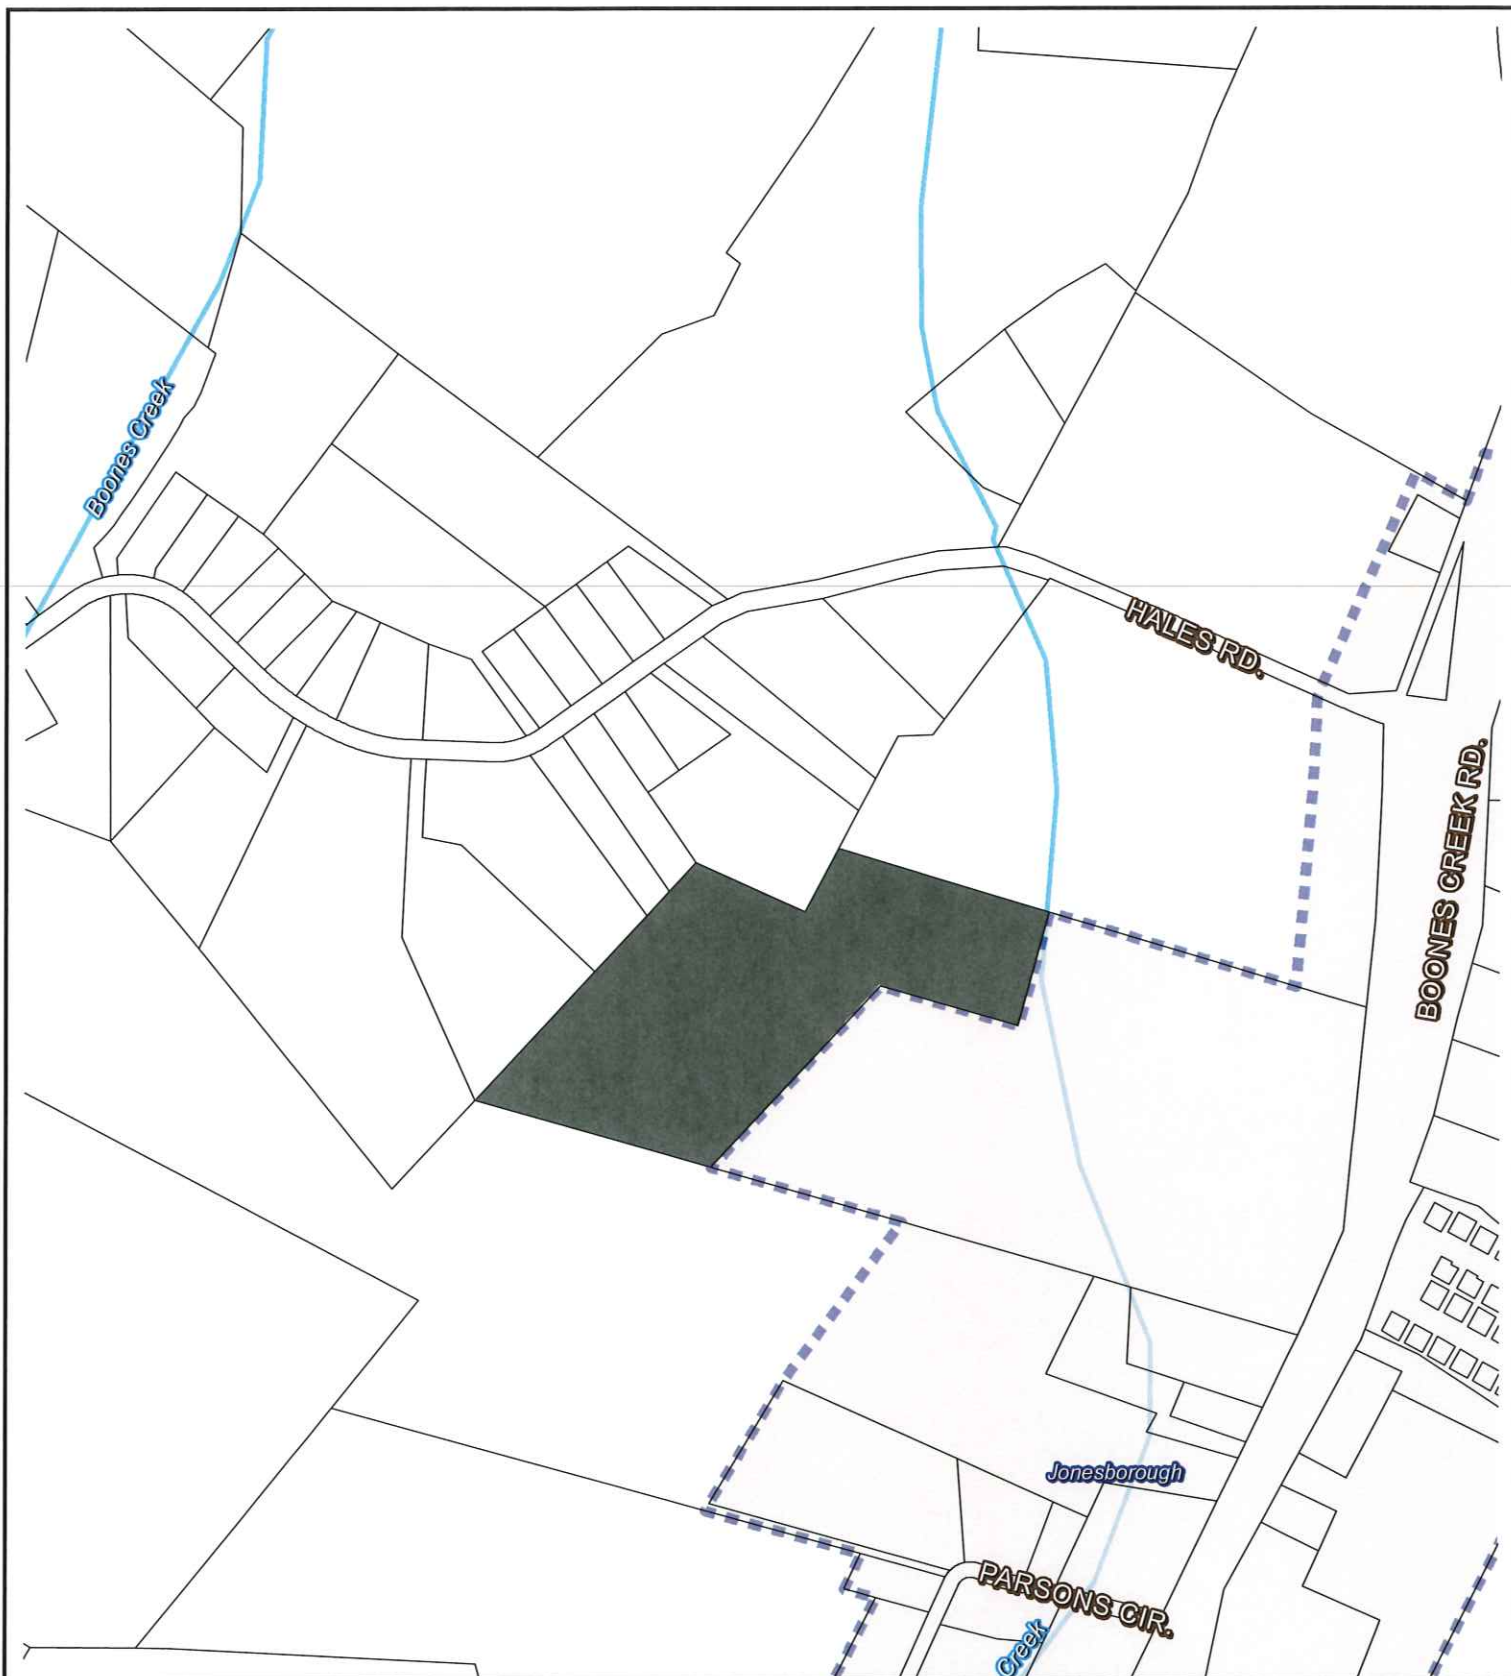 Boones Creek
HALES RD.
BOONES CREEK RD.
Jonesborough
PARSONS CIR.
Creek